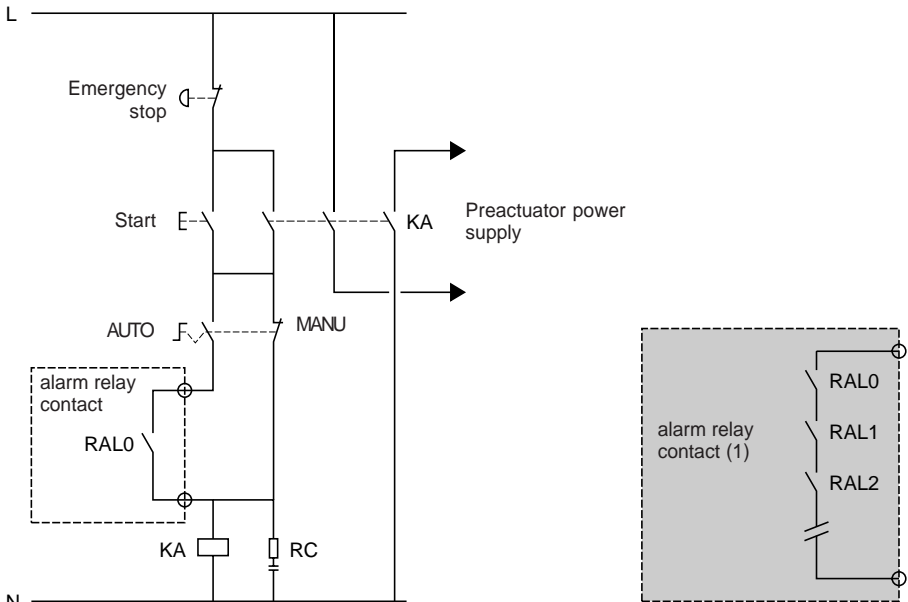 L
Emergency
stop
Start
KA
Preactuator power
supply
AUTO
MANU
alarm relay
contact
RAL0
KA
RC
N
RAL0
alarm relay
contact (1)
RAL1
RAL2